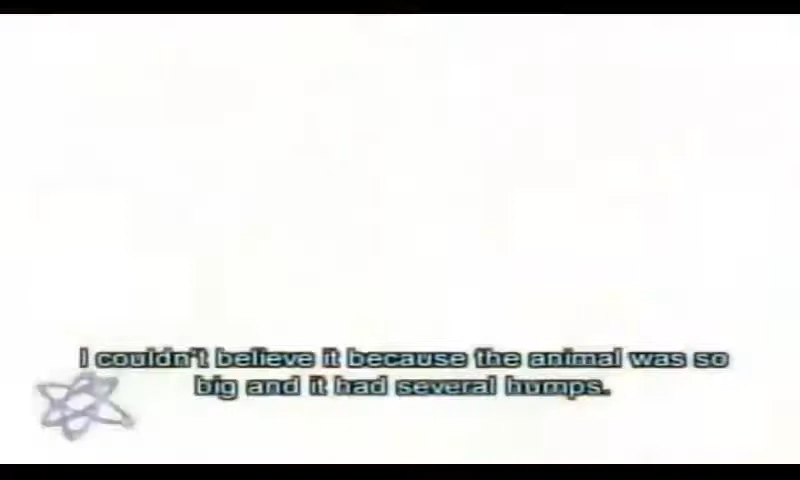 I couldn't believe it because the animal was so
big and it had several humps.